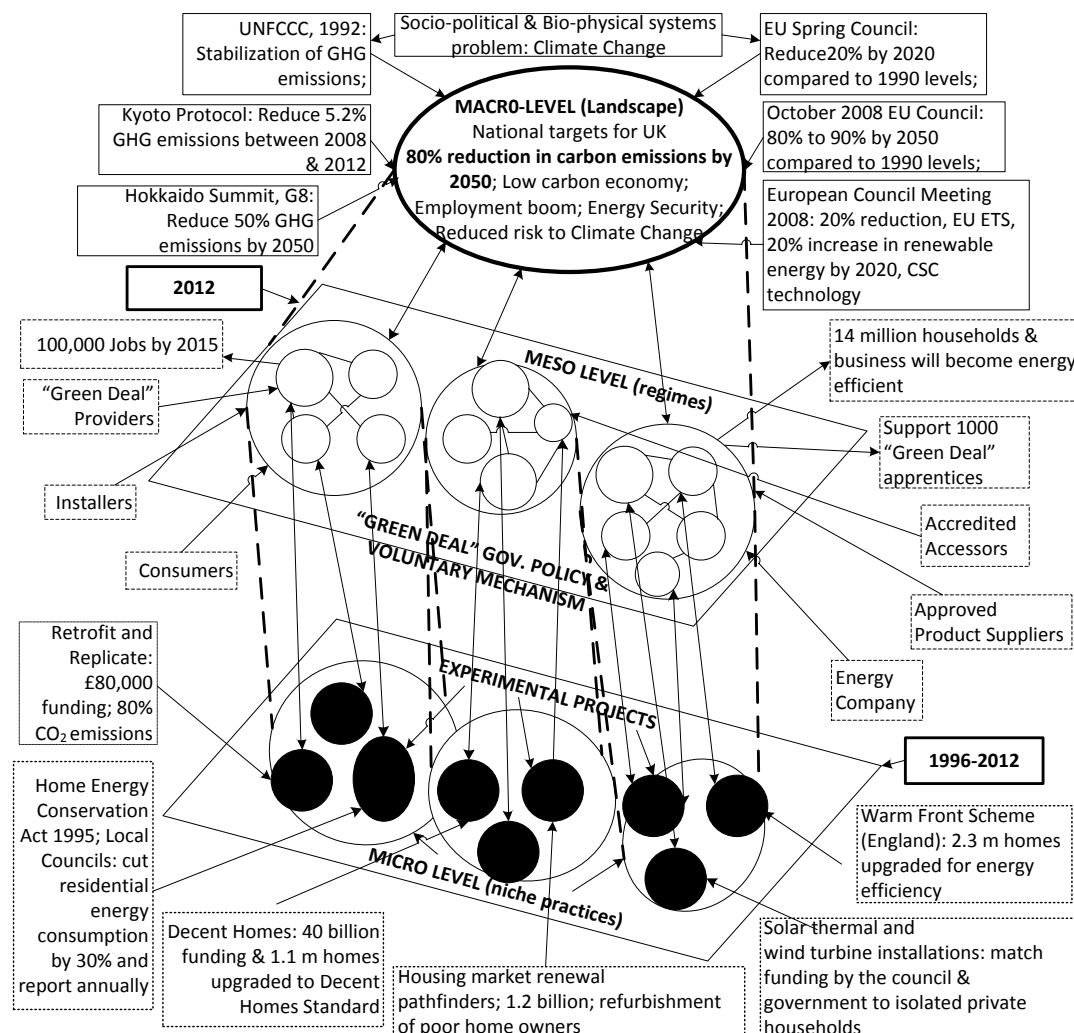 UNFCCC, 1992:
Stabilization of GHG
emissions;
Socio-political & Bio-physical systems
problem: Climate Change
EU Spring Council:
Reduce20% by 2020
compared to 1990 levels;
Kyoto Protocol: Reduce 5.2%
GHG emissions between 2008
& 2012
MACR0-LEVEL (Landscape)
National targets for UK
80% reduction in carbon emissions by
2050; Low carbon economy;
Employment boom; Energy Security;
Reduced risk to Climate Change
October 2008 EU Council:
80% to 90% by 2050
compared to 1990 levels;
Hokkaido Summit, G8:
Reduce 50% GHG
emissions by 2050
European Council Meeting
2008: 20% reduction, EU ETS,
20% increase in renewable
energy by 2020, CSC
technology
2012
100,000 Jobs by 2015
MESO LEVEL (regimes)
14 million households &
business will become energy
efficient
“Green Deal”
Providers
Support 1000
“Green Deal”
apprentices
Installers
Accredited
Accessors
Consumers
“GREEN DEAL” GOV. POLICY &
VOLUNTARY MECHANISM
Approved
Product Suppliers
Energy
Company
Retrofit and
Replicate:
£80,000
funding; 80%
CO₂ emissions
EXPERIMENTAL PROJECTS
1996-2012
Home Energy
Conservation
Act 1995; Local
Councils: cut
residential
energy
consumption
by 30% and
report annually
MICRO LEVEL (niche practices)
Warm Front Scheme
(England): 2.3 m homes
upgraded for energy
efficiency
Decent Homes: 40 billion
funding & 1.1 m homes
upgraded to Decent
Homes Standard
Housing market renewal
pathfinders; 1.2 billion; refurbishment
of poor home owners
Solar thermal and
wind turbine installations: match
funding by the council &
government to isolated private
households